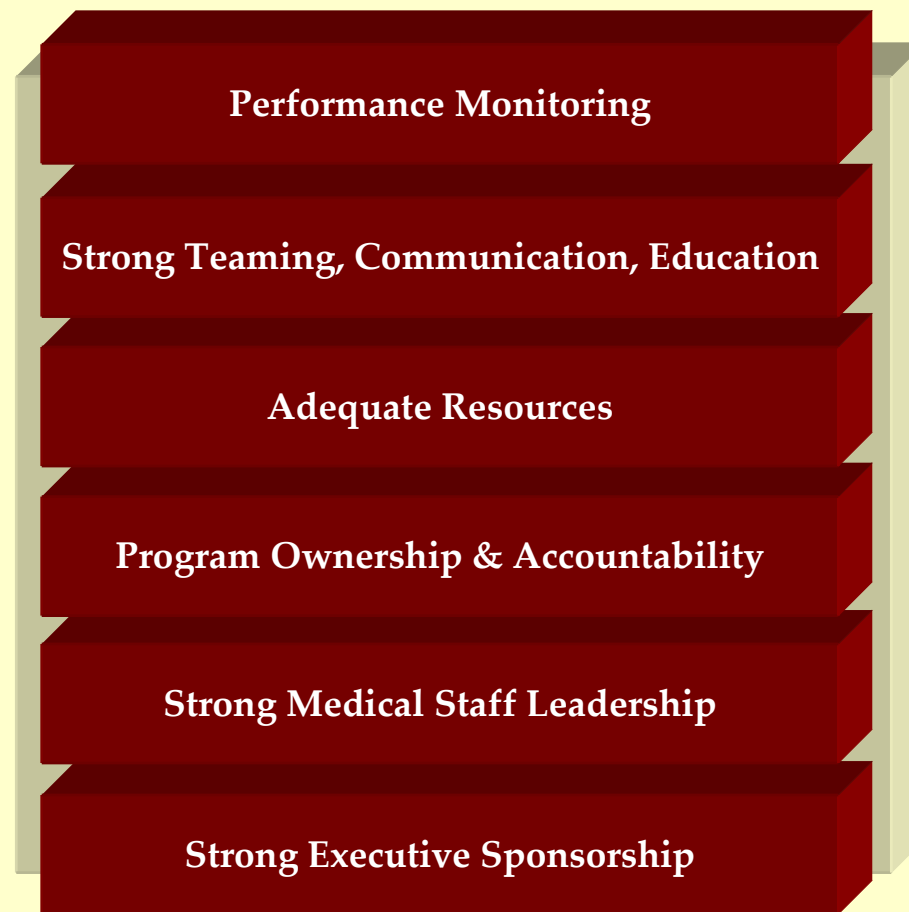 Performance Monitoring
Strong Teaming, Communication, Education
Adequate Resources
Program Ownership & Accountability
Strong Medical Staff Leadership
Strong Executive Sponsorship